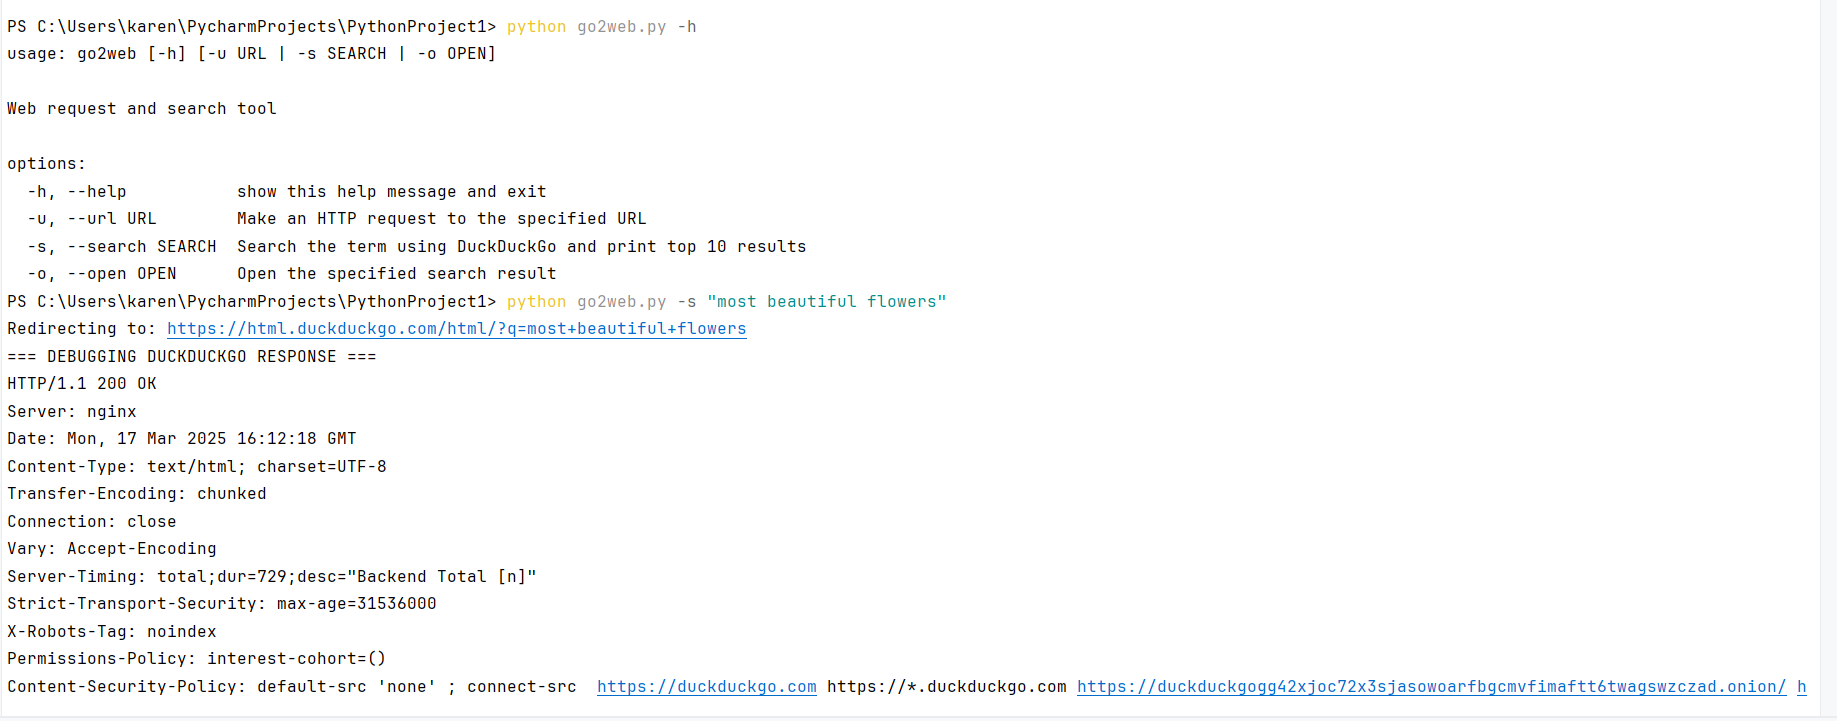 PS C:\Users\karen\PycharmProjects\PythonProject1> python go2web.py -h
usage: go2web [-h] [-u URL | -s SEARCH | -o OPEN]
Web request and search tool
options:
  -h, --help           show this help message and exit
  -u, --url URL        Make an HTTP request to the specified URL
  -s, --search SEARCH  Search the term using DuckDuckGo and print top 10 results
  -o, --open OPEN      Open the specified search result
PS C:\Users\karen\PycharmProjects\PythonProject1> python go2web.py -s "most beautiful flowers"
Redirecting to: https://html.duckduckgo.com/html/?q=most+beautiful+flowers
=== DEBUGGING DUCKDUCKGO RESPONSE ===
HTTP/1.1 200 OK
Server: nginx
Date: Mon, 17 Mar 2025 16:12:18 GMT
Content-Type: text/html; charset=UTF-8
Transfer-Encoding: chunked
Connection: close
Vary: Accept-Encoding
Server-Timing: total;dur=729;desc="Backend Total [n]"
Strict-Transport-Security: max-age=31536000
X-Robots-Tag: noindex
Permissions-Policy: interest-cohort=()
Content-Security-Policy: default-src 'none' ; connect-src  https://duckduckgo.com https://*.duckduckgo.com https://duckduckgogg42xjoc72x3sjasowoarfbgcmvfimaftt6twagswzczad.onion/ h